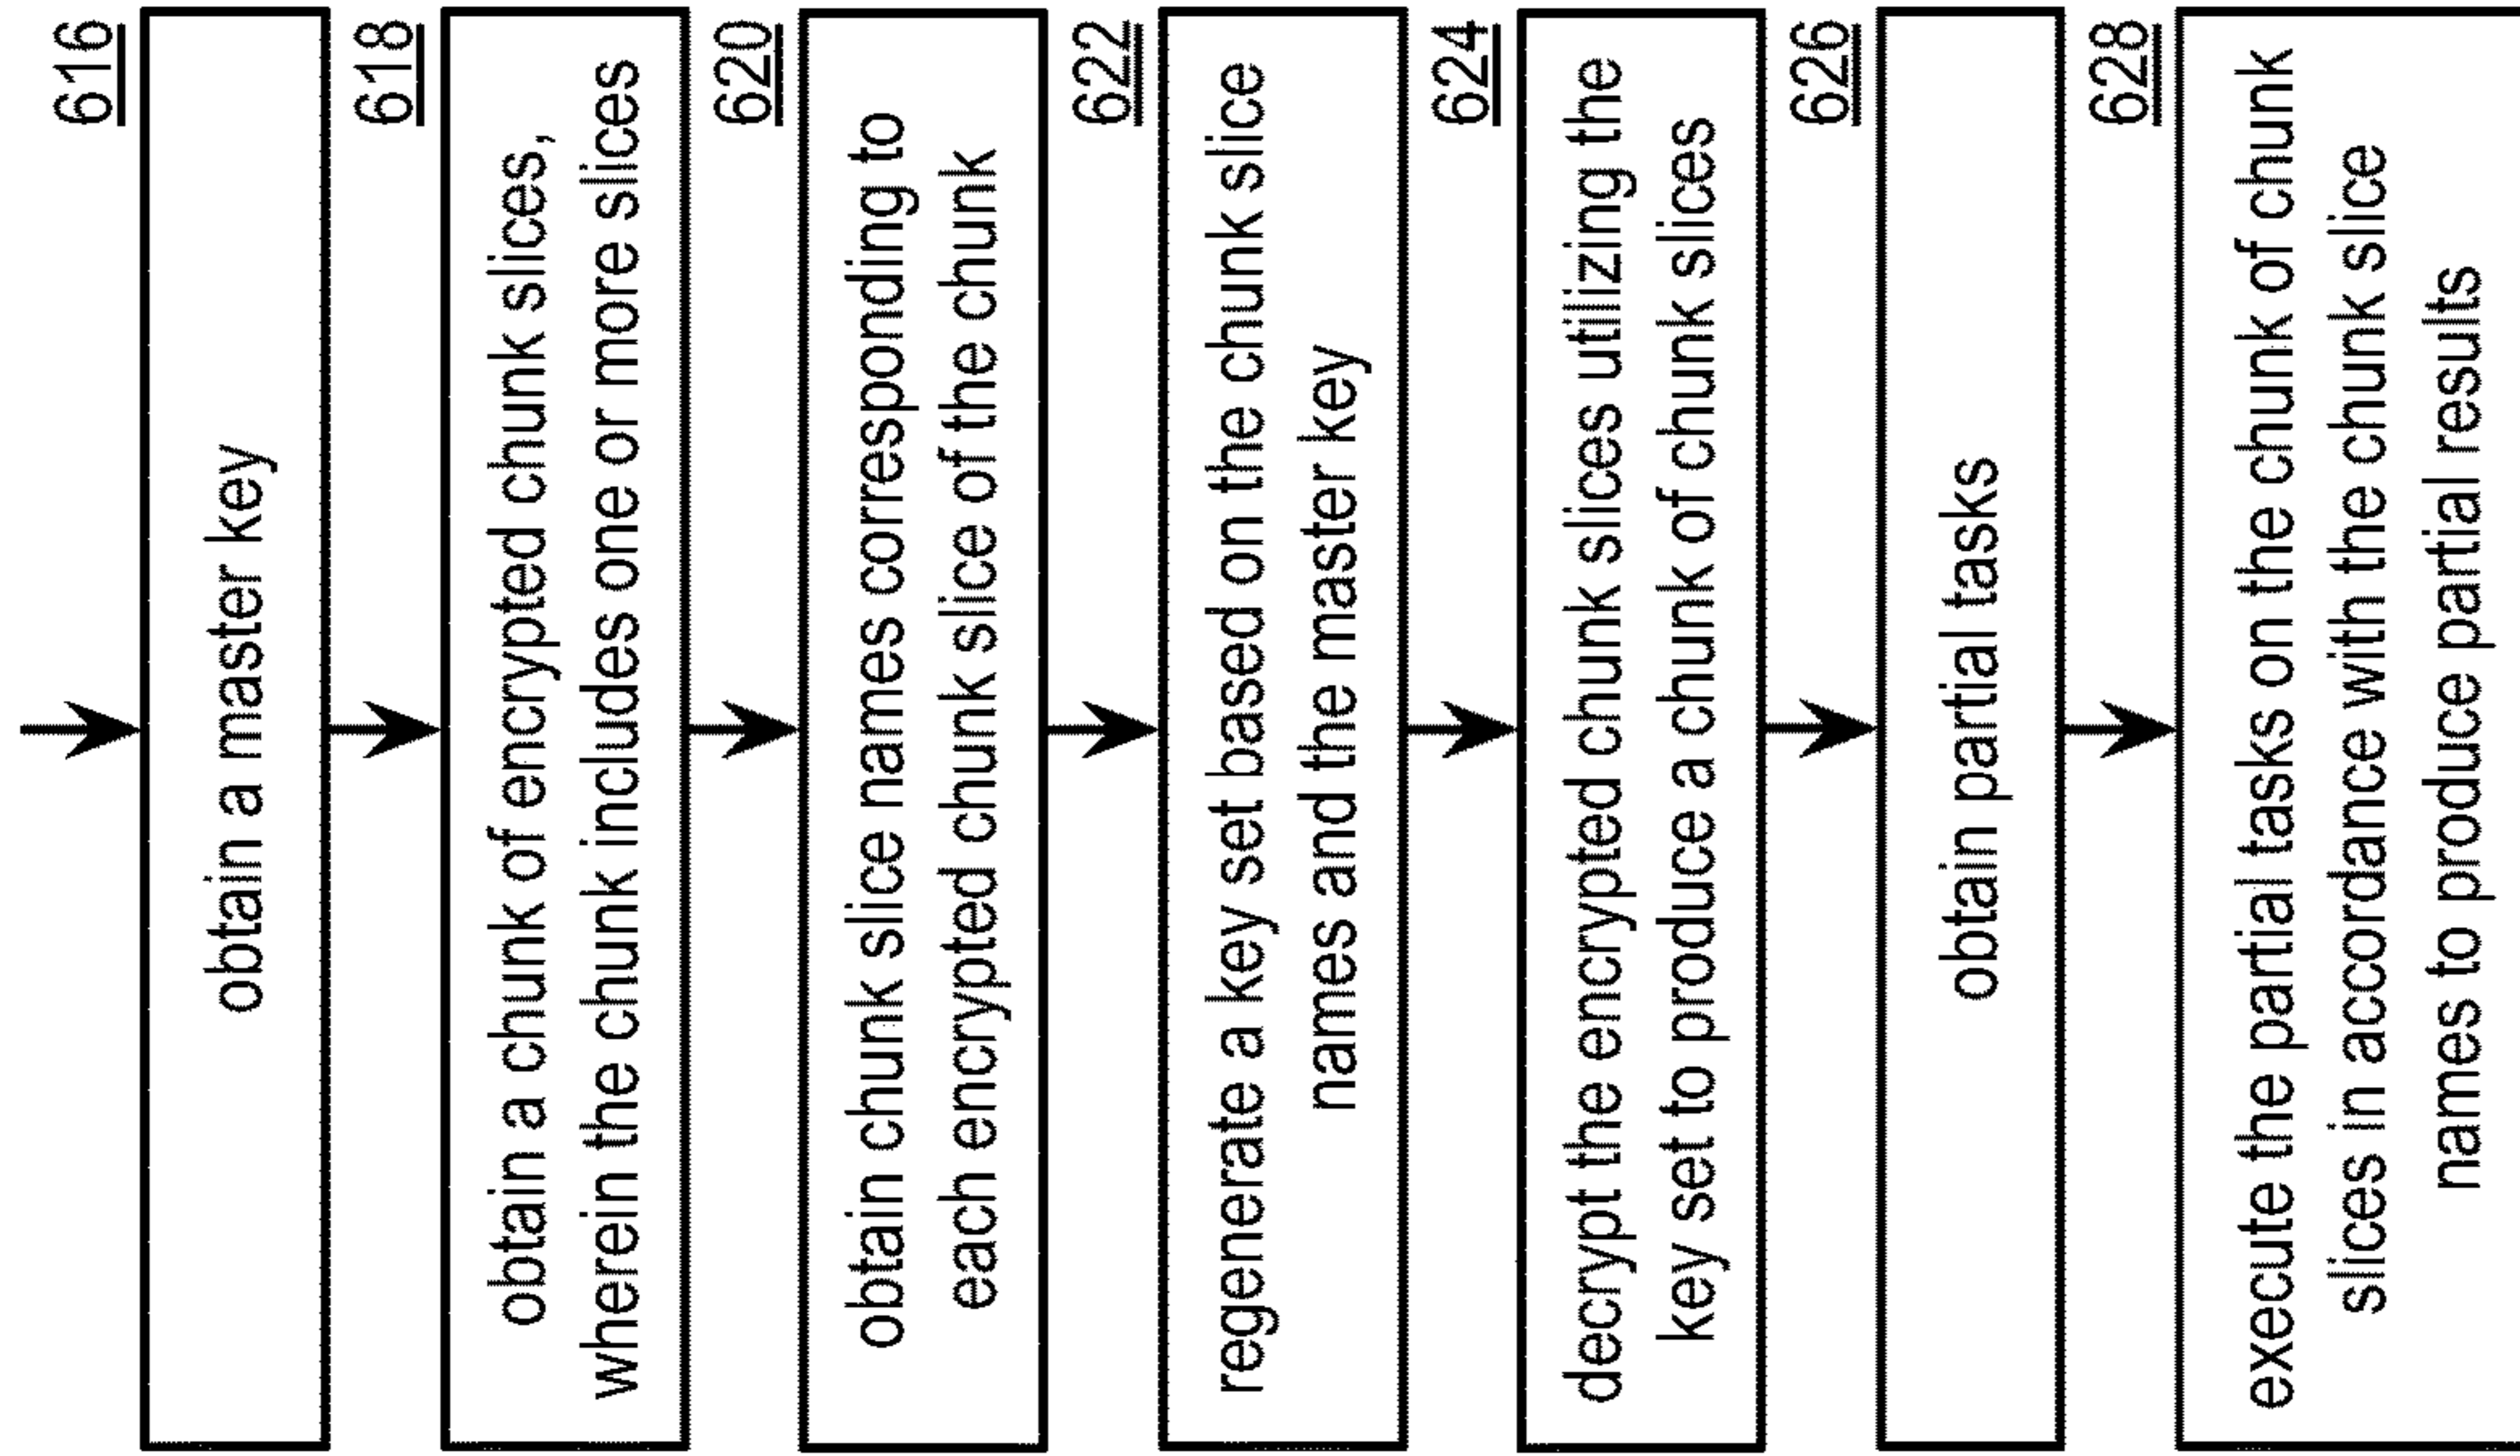 616
obtain a master key
618
obtain a chunk of encrypted chunk slices,
wherein the chunk includes one or more slices
620
obtain chunk slice names corresponding to
each encrypted chunk slice of the chunk
622
regenerate a key set based on the chunk slice
names and the master key
624
decrypt the encrypted chunk slices utilizing the
key set to produce a chunk of chunk slices
626
obtain partial tasks
628
execute the partial tasks on the chunk of chunk
slices in accordance with the chunk slice
names to produce partial results